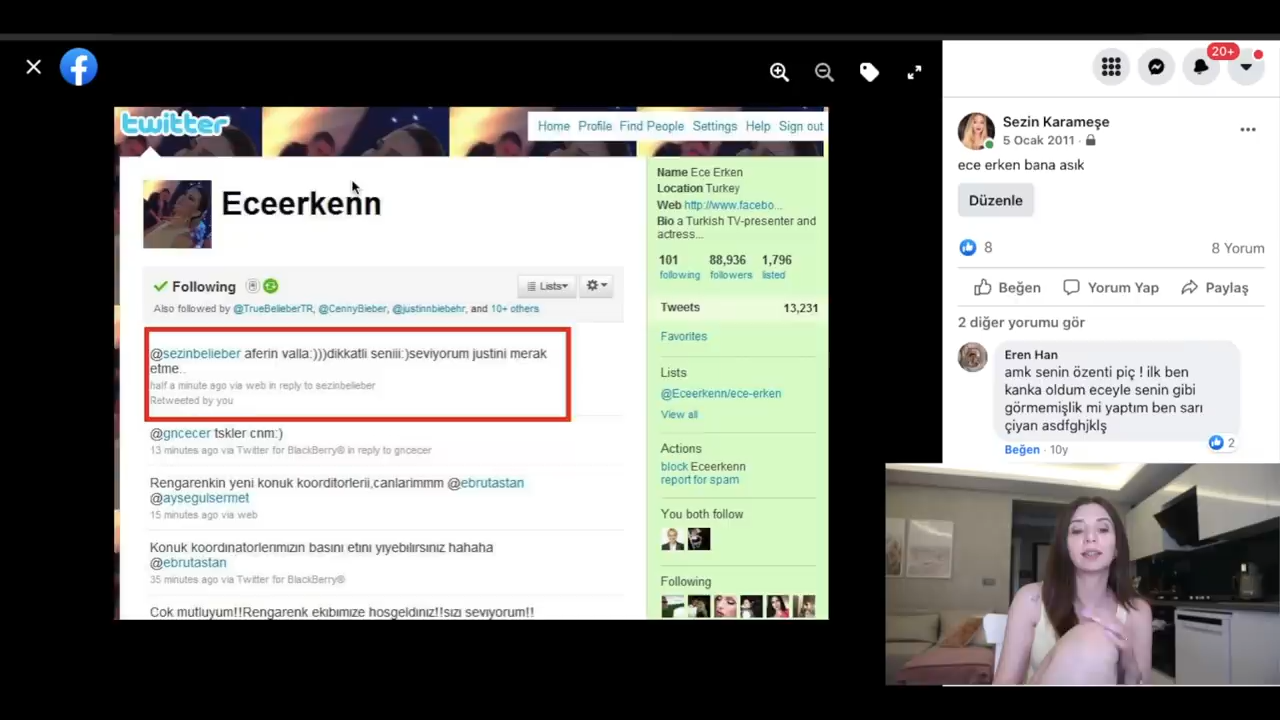 twitter
Home Profile Find People Settings Help Sign out
Eceerkenn
Following
Lists
Also followed by @TrueBelieverTR, @CennyBieber, @justinnbiebehr, and 10+ others
@sezinbelieber aferin valla:)))dikkatli seniii:)seviyorum justini merak
etme..
half a minute ago via web in reply to sezinbelieber
Retweeted by you
@gncecer tskler cnm:)
13 minutes ago via Twitter for BlackBerry® in reply to gncecer
Rengarenkin yeni konuk koorditorlerii,canlarimmm @ebrutastan
@aysegulsermet
15 minutes ago via web
Konuk koordinatorlerimizin basini etini yiyebilirsiniz hahaha
@ebrutastan
35 minutes ago via Twitter for BlackBerry®
Cok mutluyum!!Rengarenk ekibimize hosgeldiniz!!sizi seviyorum!!
Name Ece Erken
Location Turkey
Web http://www.facebo...
Bio a Turkish TV-presenter and
actress...
101 88,936 1,796
following followers listed
Tweets 13,231
Favorites
Lists
@Eceerkenn/ece-erken
View all
Actions
block Eceerkenn
report for spam
You both follow
Following
20+
Sezin Karameşe
5 Ocak 2011 ·
ece erken bana asık
Düzenle
8 8 Yorum
Beğen Yorum Yap Paylaş
2 diğer yorumu gör
Eren Han
amk senin özenti piç ! ilk ben
kanka oldum eceyle senin gibi
görmemişlik mi yaptım ben sarı
çiyan asdfghjklş
2
Beğen · 10y